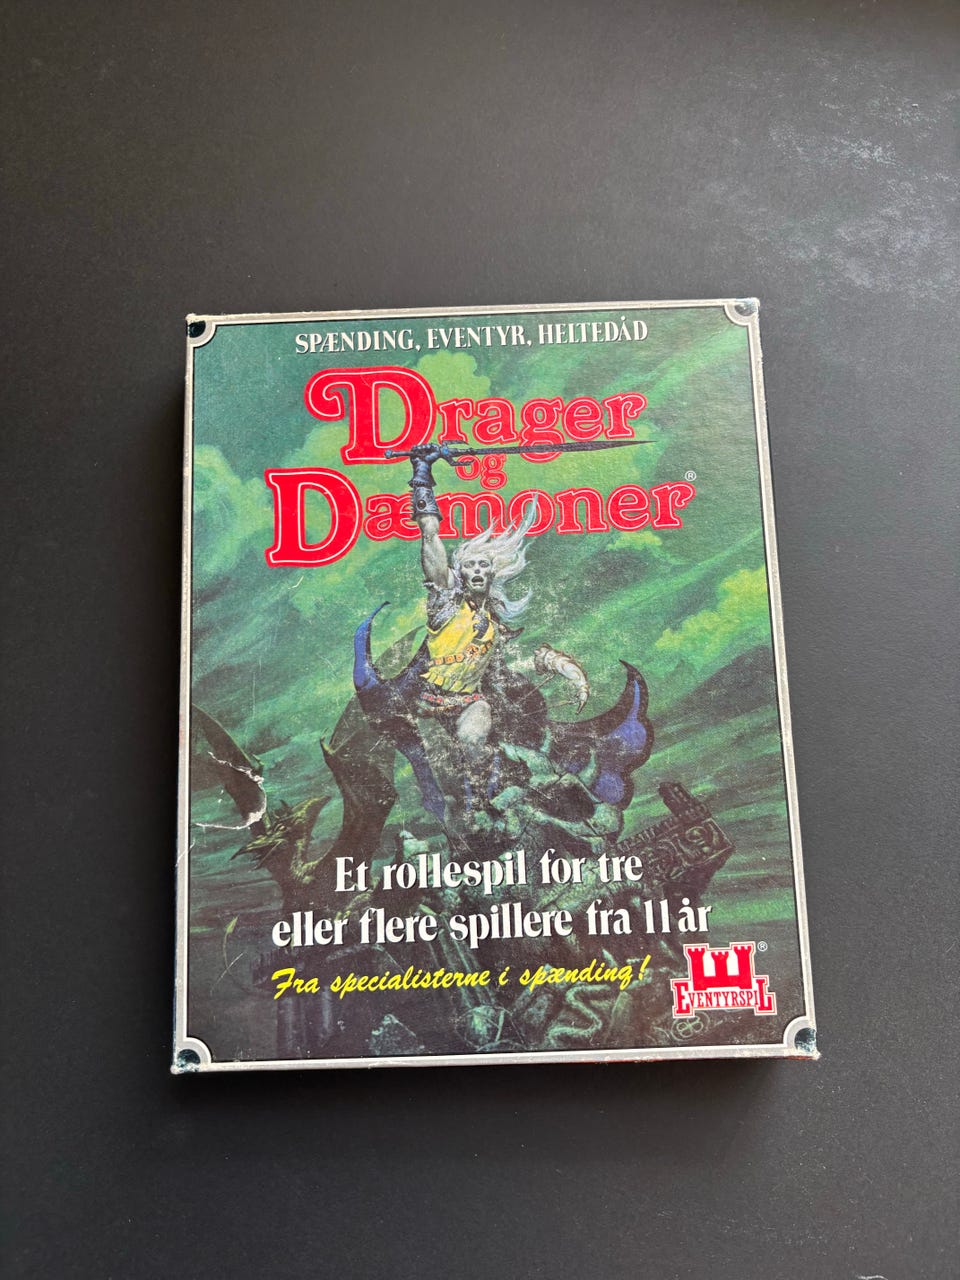 SPÆNDING, EVENTYR, HELTEDÅD
Drager
og
Dæmoner®
Et rollespil for tre
eller flere spillere fra 11 år
Fra specialisterne i spænding!
®
EVENTYRSPIL